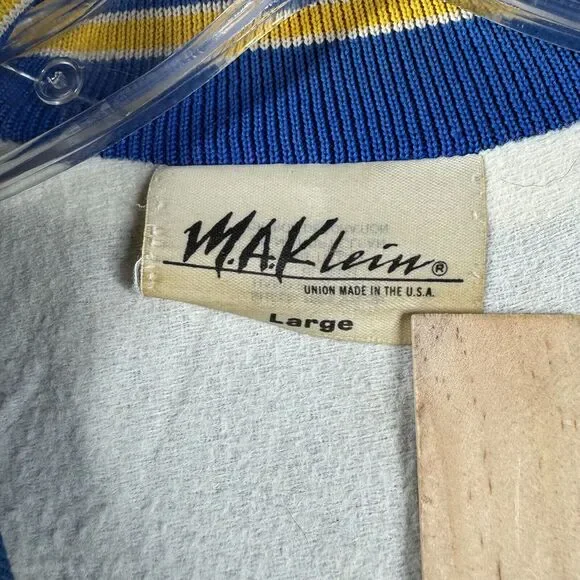 M.A.Klein®
UNION MADE IN THE U.S.A.
Large